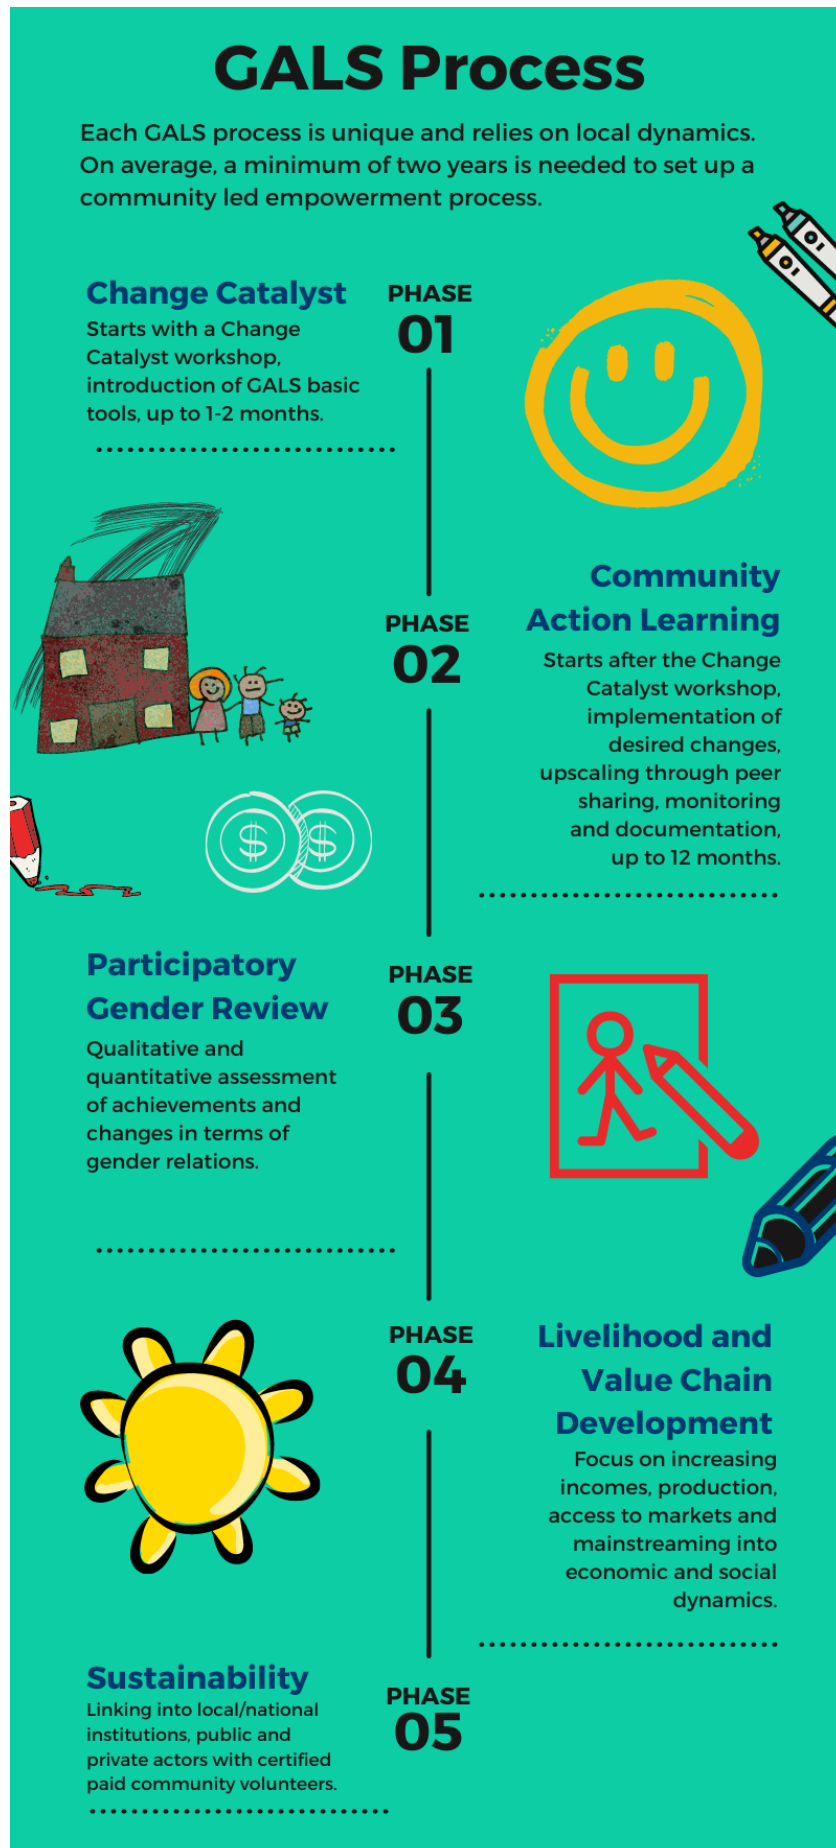 GALS Process
Each GALS process is unique and relies on local dynamics.
On average, a minimum of two years is needed to set up a
community led empowerment process.
Change Catalyst
Starts with a Change
Catalyst workshop,
introduction of GALS basic
tools, up to 1-2 months.
PHASE
01
PHASE
02
Community
Action Learning
Starts after the Change
Catalyst workshop,
implementation of
desired changes,
upscaling through peer
sharing, monitoring
and documentation,
up to 12 months.
$ $
Participatory
Gender Review
Qualitative and
quantitative assessment
of achievements and
changes in terms of
gender relations.
PHASE
03
PHASE
04
Livelihood and
Value Chain
Development
Focus on increasing
incomes, production,
access to markets and
mainstreaming into
economic and social
dynamics.
Sustainability
Linking into local/national
institutions, public and
private actors with certified
paid community volunteers.
PHASE
05